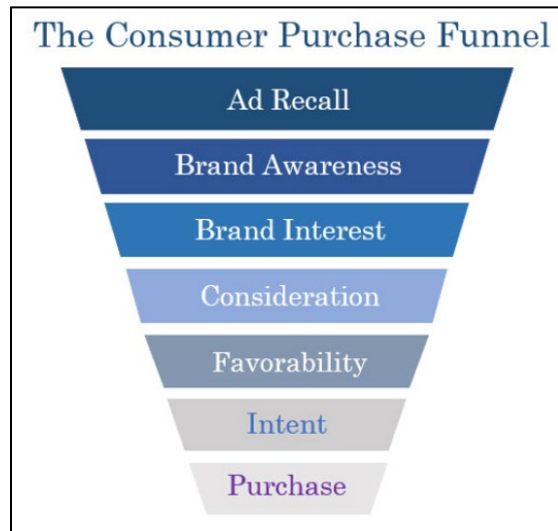 The Consumer Purchase Funnel
Ad Recall
Brand Awareness
Brand Interest
Consideration
Favorability
Intent
Purchase